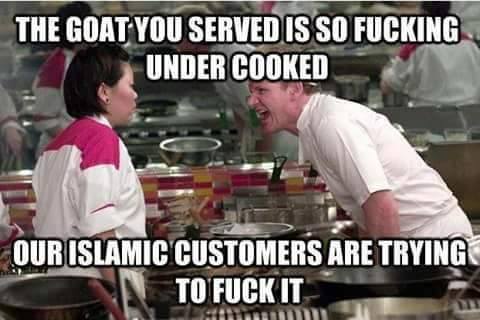 THE GOAT YOU SERVED IS SO FUCKING
UNDER COOKED
OUR ISLAMIC CUSTOMERS ARE TRYING
TO FUCK IT